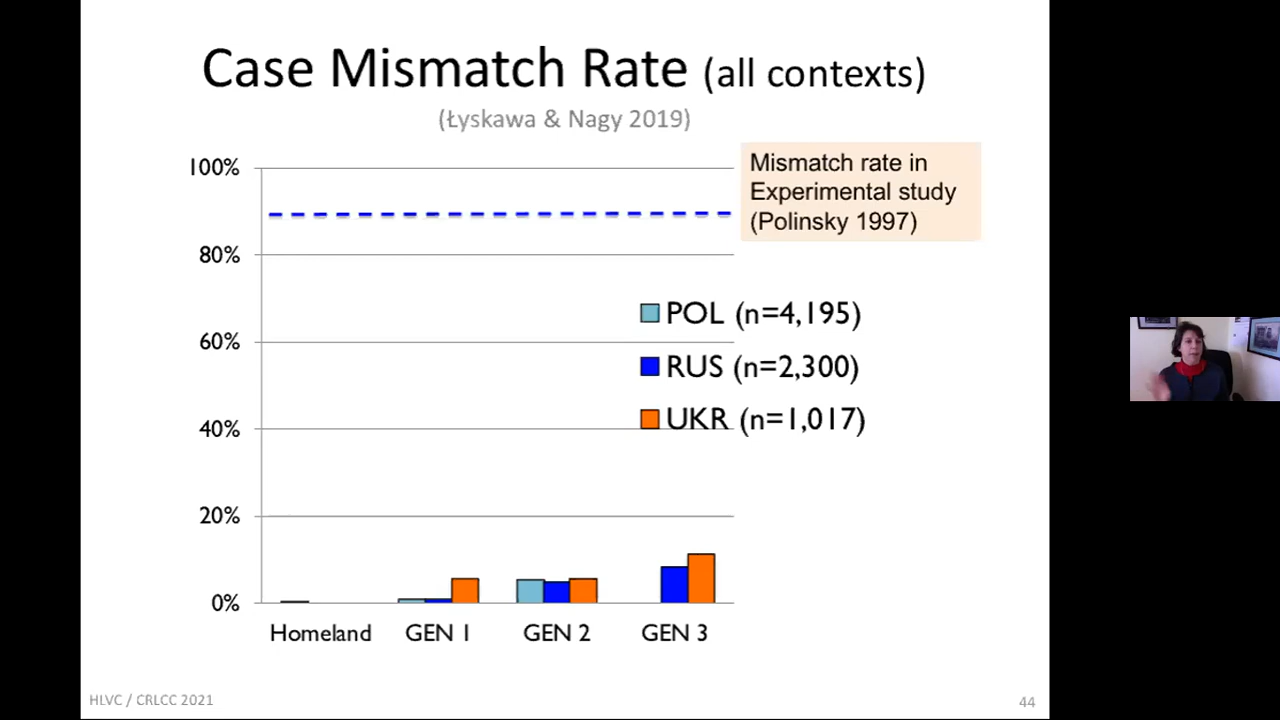 Case Mismatch Rate (all contexts)
(Łyskawa & Nagy 2019)
Mismatch rate in
Experimental study
(Polinsky 1997)
100%
80%
60%
40%
20%
0%
POL (n=4,195)
RUS (n=2,300)
UKR (n=1,017)
Homeland GEN 1 GEN 2 GEN 3
HLVC / CRLCC 2021
44